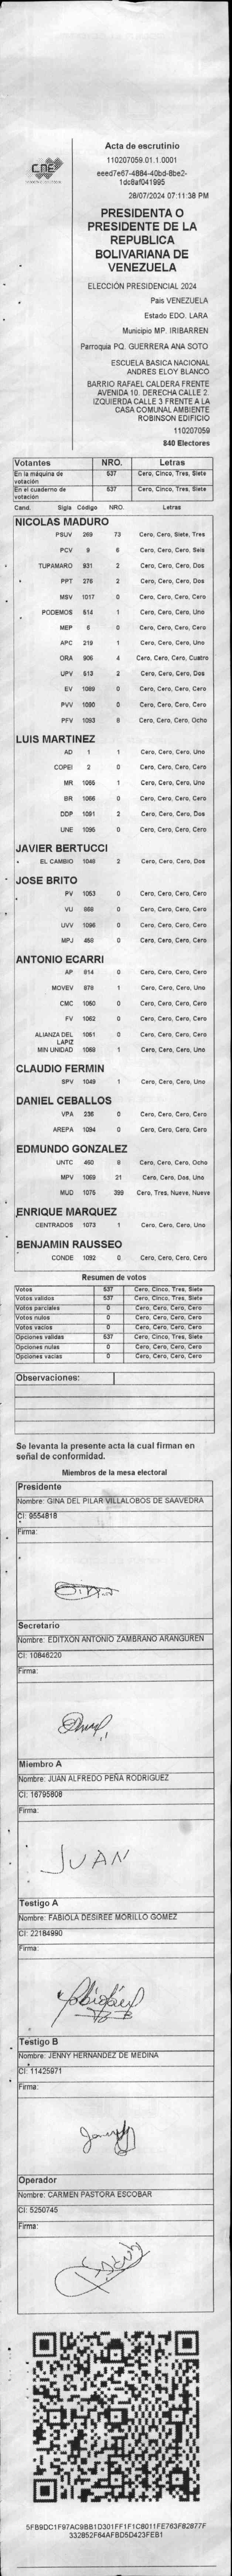 CNE
Acta de escrutinio
110207059.01.1.0001
eeed7e67-4884-40bd-8be2-
1dc8af041995
28/07/2024 07:11:38 PM
PRESIDENTA O
PRESIDENTE DE LA
REPUBLICA
BOLIVARIANA DE
VENEZUELA
ELECCIÓN PRESIDENCIAL 2024
País VENEZUELA
Estado EDO. LARA
Municipio MP. IRIBARREN
Parroquia PQ. GUERRERA ANA SOTO
ESCUELA BASICA NACIONAL
ANDRES ELOY BLANCO
BARRIO RAFAEL CALDERA FRENTE
AVENIDA 10. DERECHA CALLE 2.
IZQUIERDA CALLE 3 FRENTE A LA
CASA COMUNAL AMBIENTE
ROBINSON EDIFICIO
110207059
840 Electores
Votantes NRO. Letras
En la máquina de votación 537 Cero, Cinco, Tres, Siete
En el cuaderno de votación 537 Cero, Cinco, Tres, Siete
Cand. Sigla Código NRO. Letras
NICOLAS MADURO
PSUV 269 73 Cero, Cero, Siete, Tres
PCV 9 6 Cero, Cero, Cero, Seis
TUPAMARO 931 2 Cero, Cero, Cero, Dos
PPT 276 2 Cero, Cero, Cero, Dos
MSV 1017 0 Cero, Cero, Cero, Cero
PODEMOS 514 1 Cero, Cero, Cero, Uno
MEP 6 0 Cero, Cero, Cero, Cero
APC 219 1 Cero, Cero, Cero, Uno
ORA 906 4 Cero, Cero, Cero, Cuatro
UPV 613 2 Cero, Cero, Cero, Dos
EV 1089 0 Cero, Cero, Cero, Cero
PVV 1090 0 Cero, Cero, Cero, Cero
PFV 1093 8 Cero, Cero, Cero, Ocho
LUIS MARTINEZ
AD 1 1 Cero, Cero, Cero, Uno
COPEI 2 0 Cero, Cero, Cero, Cero
MR 1065 1 Cero, Cero, Cero, Uno
BR 1066 0 Cero, Cero, Cero, Cero
DDP 1091 2 Cero, Cero, Cero, Dos
UNE 1095 0 Cero, Cero, Cero, Cero
JAVIER BERTUCCI
EL CAMBIO 1046 2 Cero, Cero, Cero, Dos
JOSE BRITO
PV 1053 0 Cero, Cero, Cero, Cero
VU 868 0 Cero, Cero, Cero, Cero
UVV 1096 0 Cero, Cero, Cero, Cero
MPJ 458 0 Cero, Cero, Cero, Cero
ANTONIO ECARRI
AP 814 0 Cero, Cero, Cero, Cero
MOVEV 878 1 Cero, Cero, Cero, Uno
CMC 1050 0 Cero, Cero, Cero, Cero
FV 1062 0 Cero, Cero, Cero, Cero
ALIANZA DEL LAPIZ 1051 0 Cero, Cero, Cero, Cero
MIN UNIDAD 1068 1 Cero, Cero, Cero, Uno
CLAUDIO FERMIN
SPV 1049 1 Cero, Cero, Cero, Uno
DANIEL CEBALLOS
VPA 236 0 Cero, Cero, Cero, Cero
AREPA 1094 0 Cero, Cero, Cero, Cero
EDMUNDO GONZALEZ
UNTC 460 8 Cero, Cero, Cero, Ocho
MPV 1069 21 Cero, Cero, Dos, Uno
MUD 1075 399 Cero, Tres, Nueve, Nueve
ENRIQUE MARQUEZ
CENTRADOS 1073 1 Cero, Cero, Cero, Uno
BENJAMIN RAUSSEO
CONDE 1092 0 Cero, Cero, Cero, Cero
Resumen de votos
Votos 537 Cero, Cinco, Tres, Siete
Votos validos 537 Cero, Cinco, Tres, Siete
Votos parciales 0 Cero, Cero, Cero, Cero
Votos nulos 0 Cero, Cero, Cero, Cero
Votos vacios 0 Cero, Cero, Cero, Cero
Opciones validas 537 Cero, Cinco, Tres, Siete
Opciones nulas 0 Cero, Cero, Cero, Cero
Opciones vacias 0 Cero, Cero, Cero, Cero
Observaciones:
Se levanta la presente acta la cual firman en
señal de conformidad.
Miembros de la mesa electoral
Presidente
Nombre: GINA DEL PILAR VILLALOBOS DE SAAVEDRA
CI: 9554818
Firma:
Secretario
Nombre: EDITXON ANTONIO ZAMBRANO ARANGUREN
CI: 10846220
Firma:
Miembro A
Nombre: JUAN ALFREDO PEÑA RODRIGUEZ
CI: 16795808
Firma:
JUAN
Testigo A
Nombre: FABIOLA DESIREE MORILLO GOMEZ
CI: 22184990
Firma:
Testigo B
Nombre: JENNY HERNANDEZ DE MEDINA
CI: 11425971
Firma:
Operador
Nombre: CARMEN PASTORA ESCOBAR
CI: 5250745
Firma:
5FB9DC1F97AC9BB1D301FF1F1C8011FE763F82877F
332852F64AFBD5D423FEB1